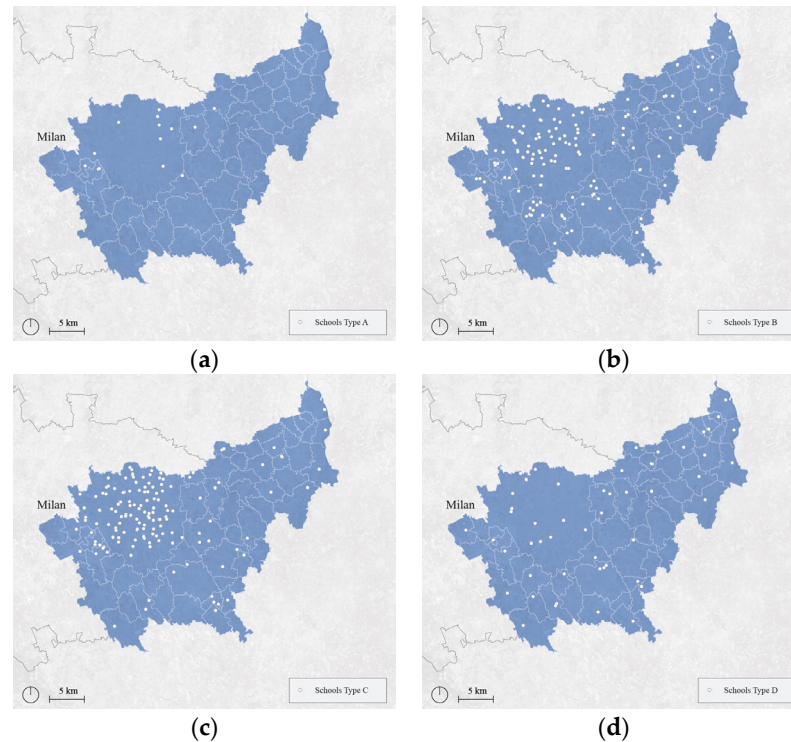 Milan
5 km
Schools Type A
(a)
Milan
5 km
Schools Type B
(b)
Milan
5 km
Schools Type C
(c)
Milan
5 km
Schools Type D
(d)